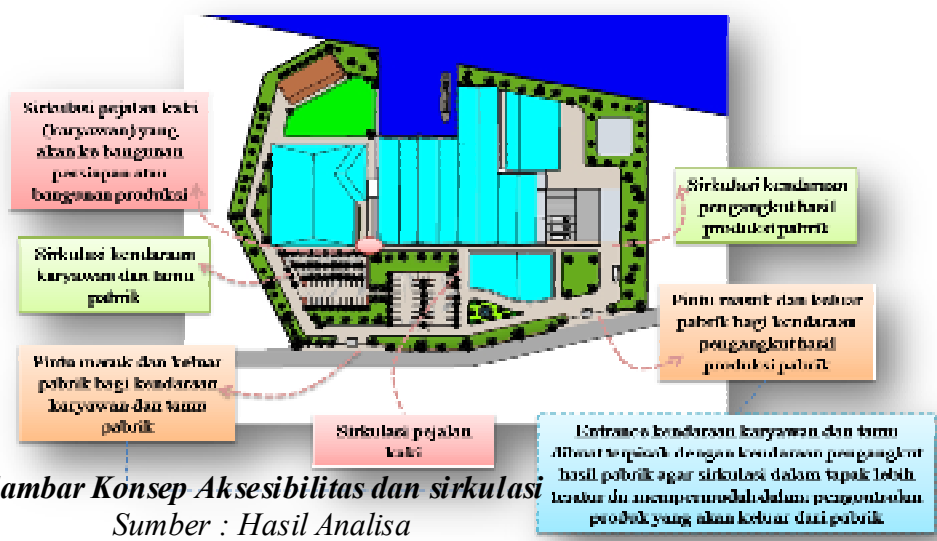 Sirkulasi pejalan kaki
(karyawan) yang
akan ke bangunan
persiapan atau
bangunan produksi
Sirkulasi kendaraan
karyawan dan tamu
pabrik
Pintu masuk dan keluar
pabrik bagi kendaraan
karyawan dan tamu
pabrik
Sirkulasi pejalan
kaki
Sirkulasi kendaraan
pengangkut hasil
produksi pabrik
Pintu masuk dan keluar
pabrik bagi kendaraan
pengangkut hasil
produksi pabrik
Entrance kendaraan karyawan dan tamu
dibuat terpisah dengan kendaraan pengangkut
hasil pabrik agar sirkulasi dalam tapak lebih
teratur dn mempermudah dalam pengontrolan
produk yang akan keluar dari pabrik
ambar Konsep Aksesibilitas dan sirkulasi
Sumber : Hasil Analisa